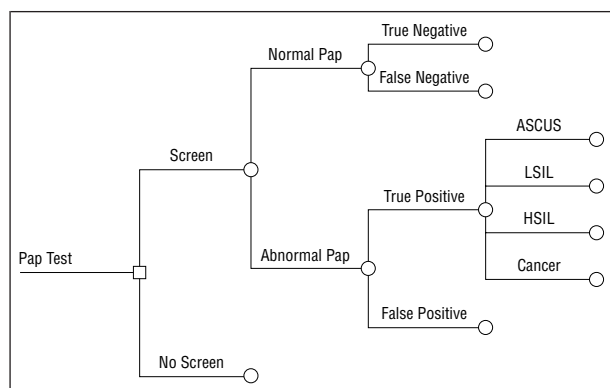 True Negative
Normal Pap
False Negative
ASCUS
Screen
LSIL
True Positive
HSIL
Pap Test
Abnormal Pap
Cancer
False Positive
No Screen